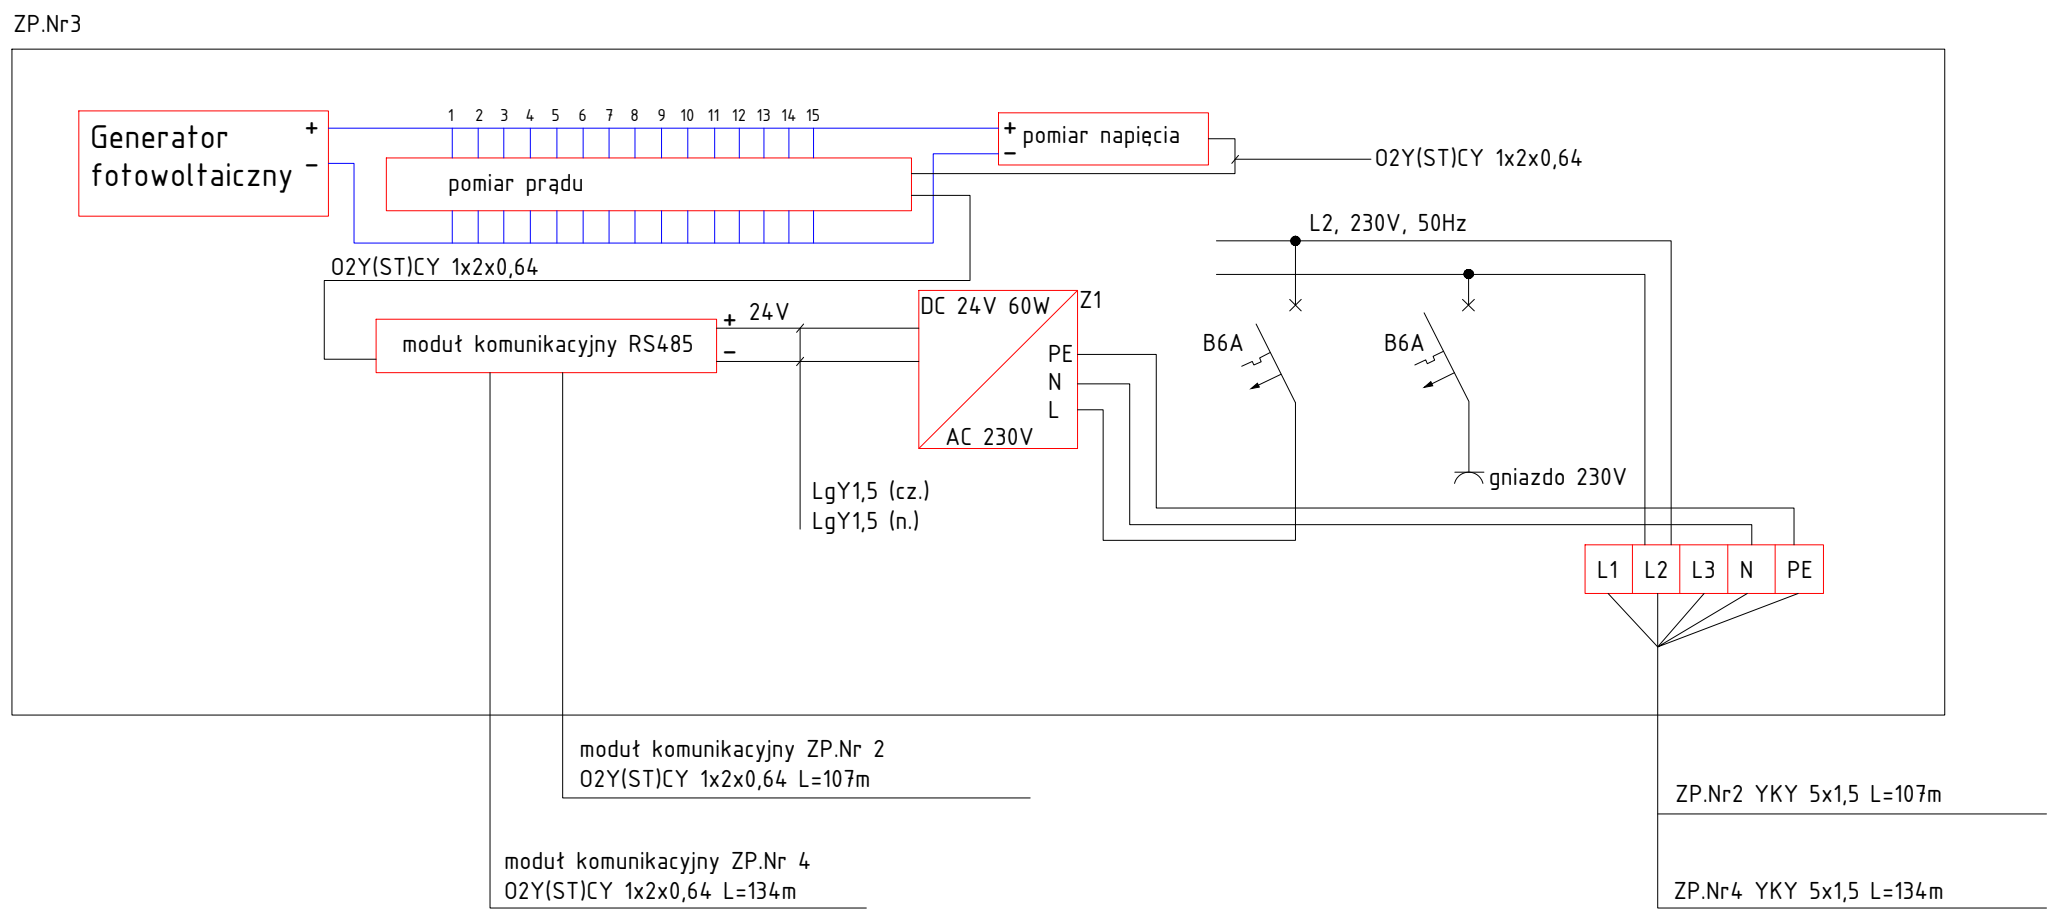 ZP.Nr3
1 2 3 4 5 6 7 8 9 10 11 12 13 14 15
Generator +
fotowoltaiczny −
+ pomiar napięcia
−
O2Y(ST)CY 1x2x0,64
pomiar prądu
L2, 230V, 50Hz
O2Y(ST)CY 1x2x0,64
DC 24V 60W
Z1
+ 24V
moduł komunikacyjny RS485
−
B6A
B6A
PE
N
L
AC 230V
gniazdo 230V
LgY1,5 (cz.)
LgY1,5 (n.)
L1 L2 L3 N PE
moduł komunikacyjny ZP.Nr 2
O2Y(ST)CY 1x2x0,64 L=107m
ZP.Nr2 YKY 5x1,5 L=107m
moduł komunikacyjny ZP.Nr 4
O2Y(ST)CY 1x2x0,64 L=134m
ZP.Nr4 YKY 5x1,5 L=134m